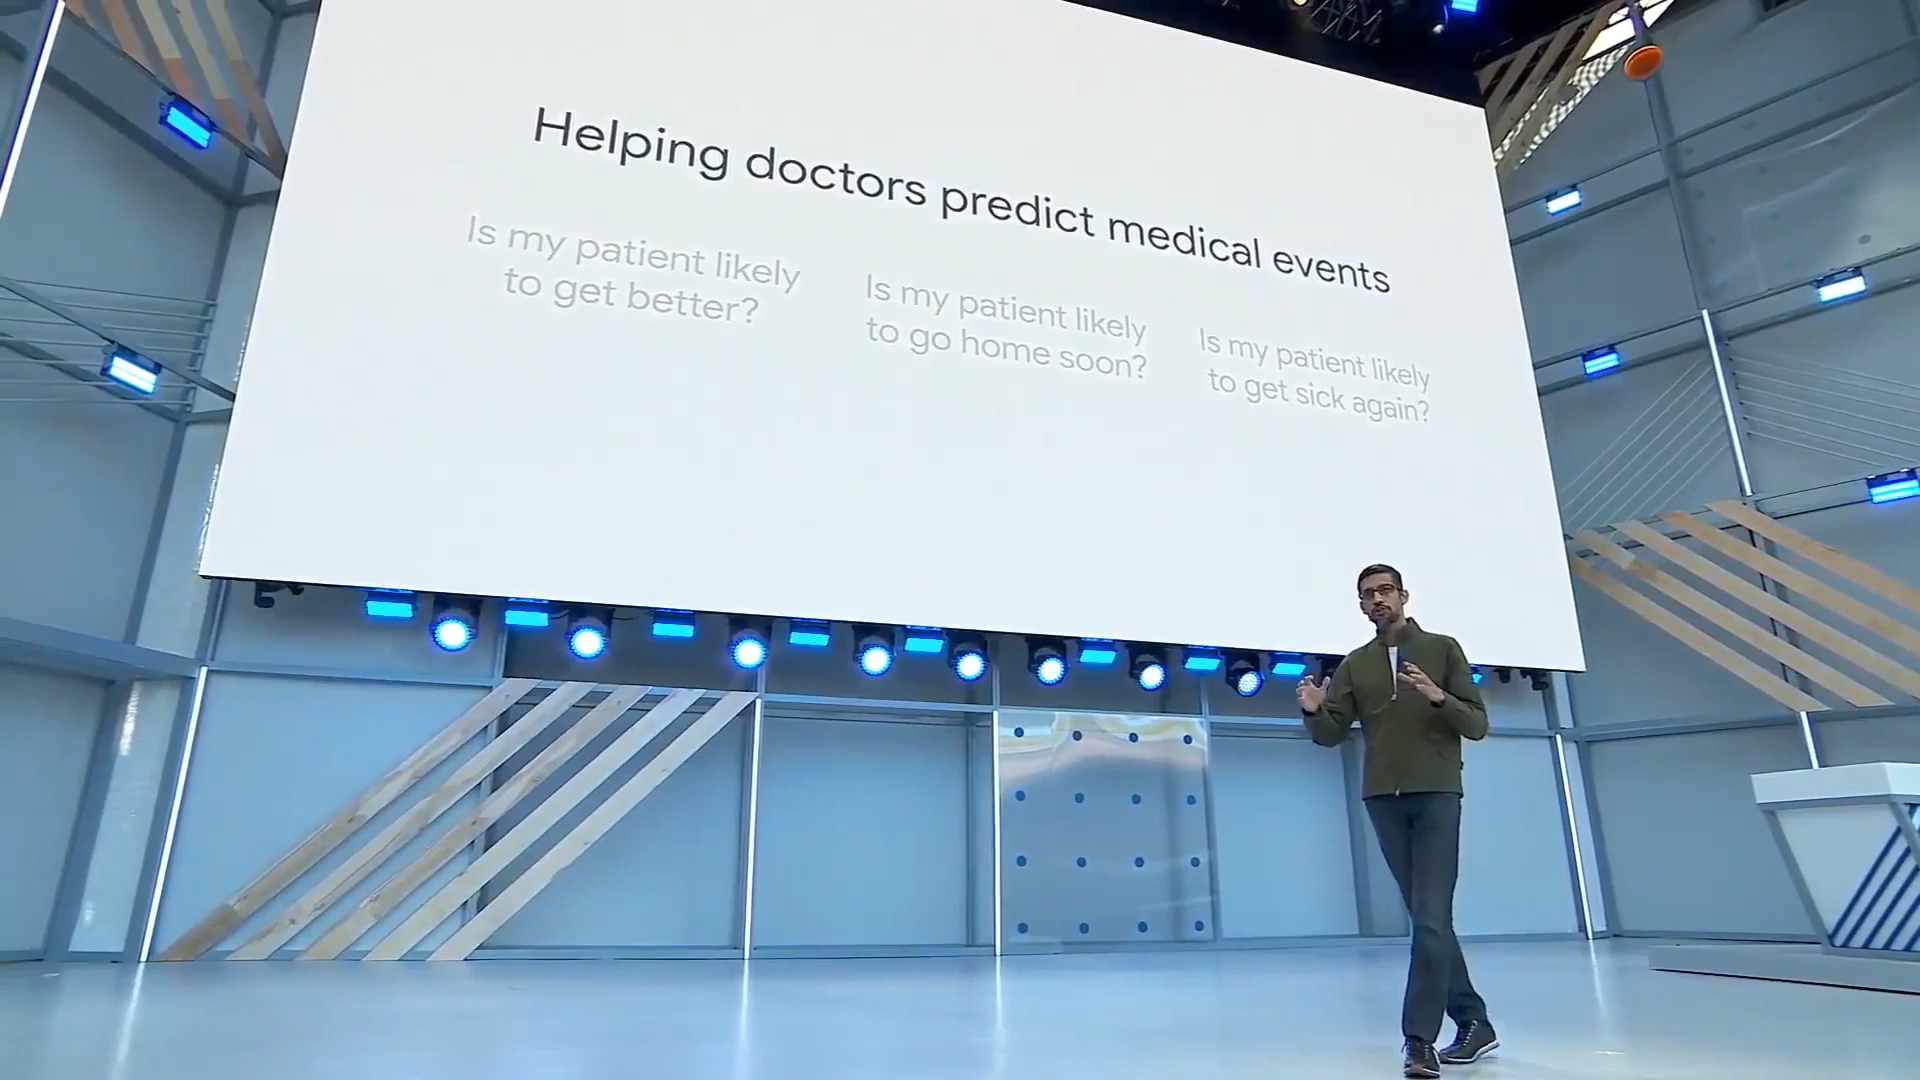 Helping doctors predict medical events
Is my patient likely
to get better?
Is my patient likely
to go home soon?
Is my patient likely
to get sick again?